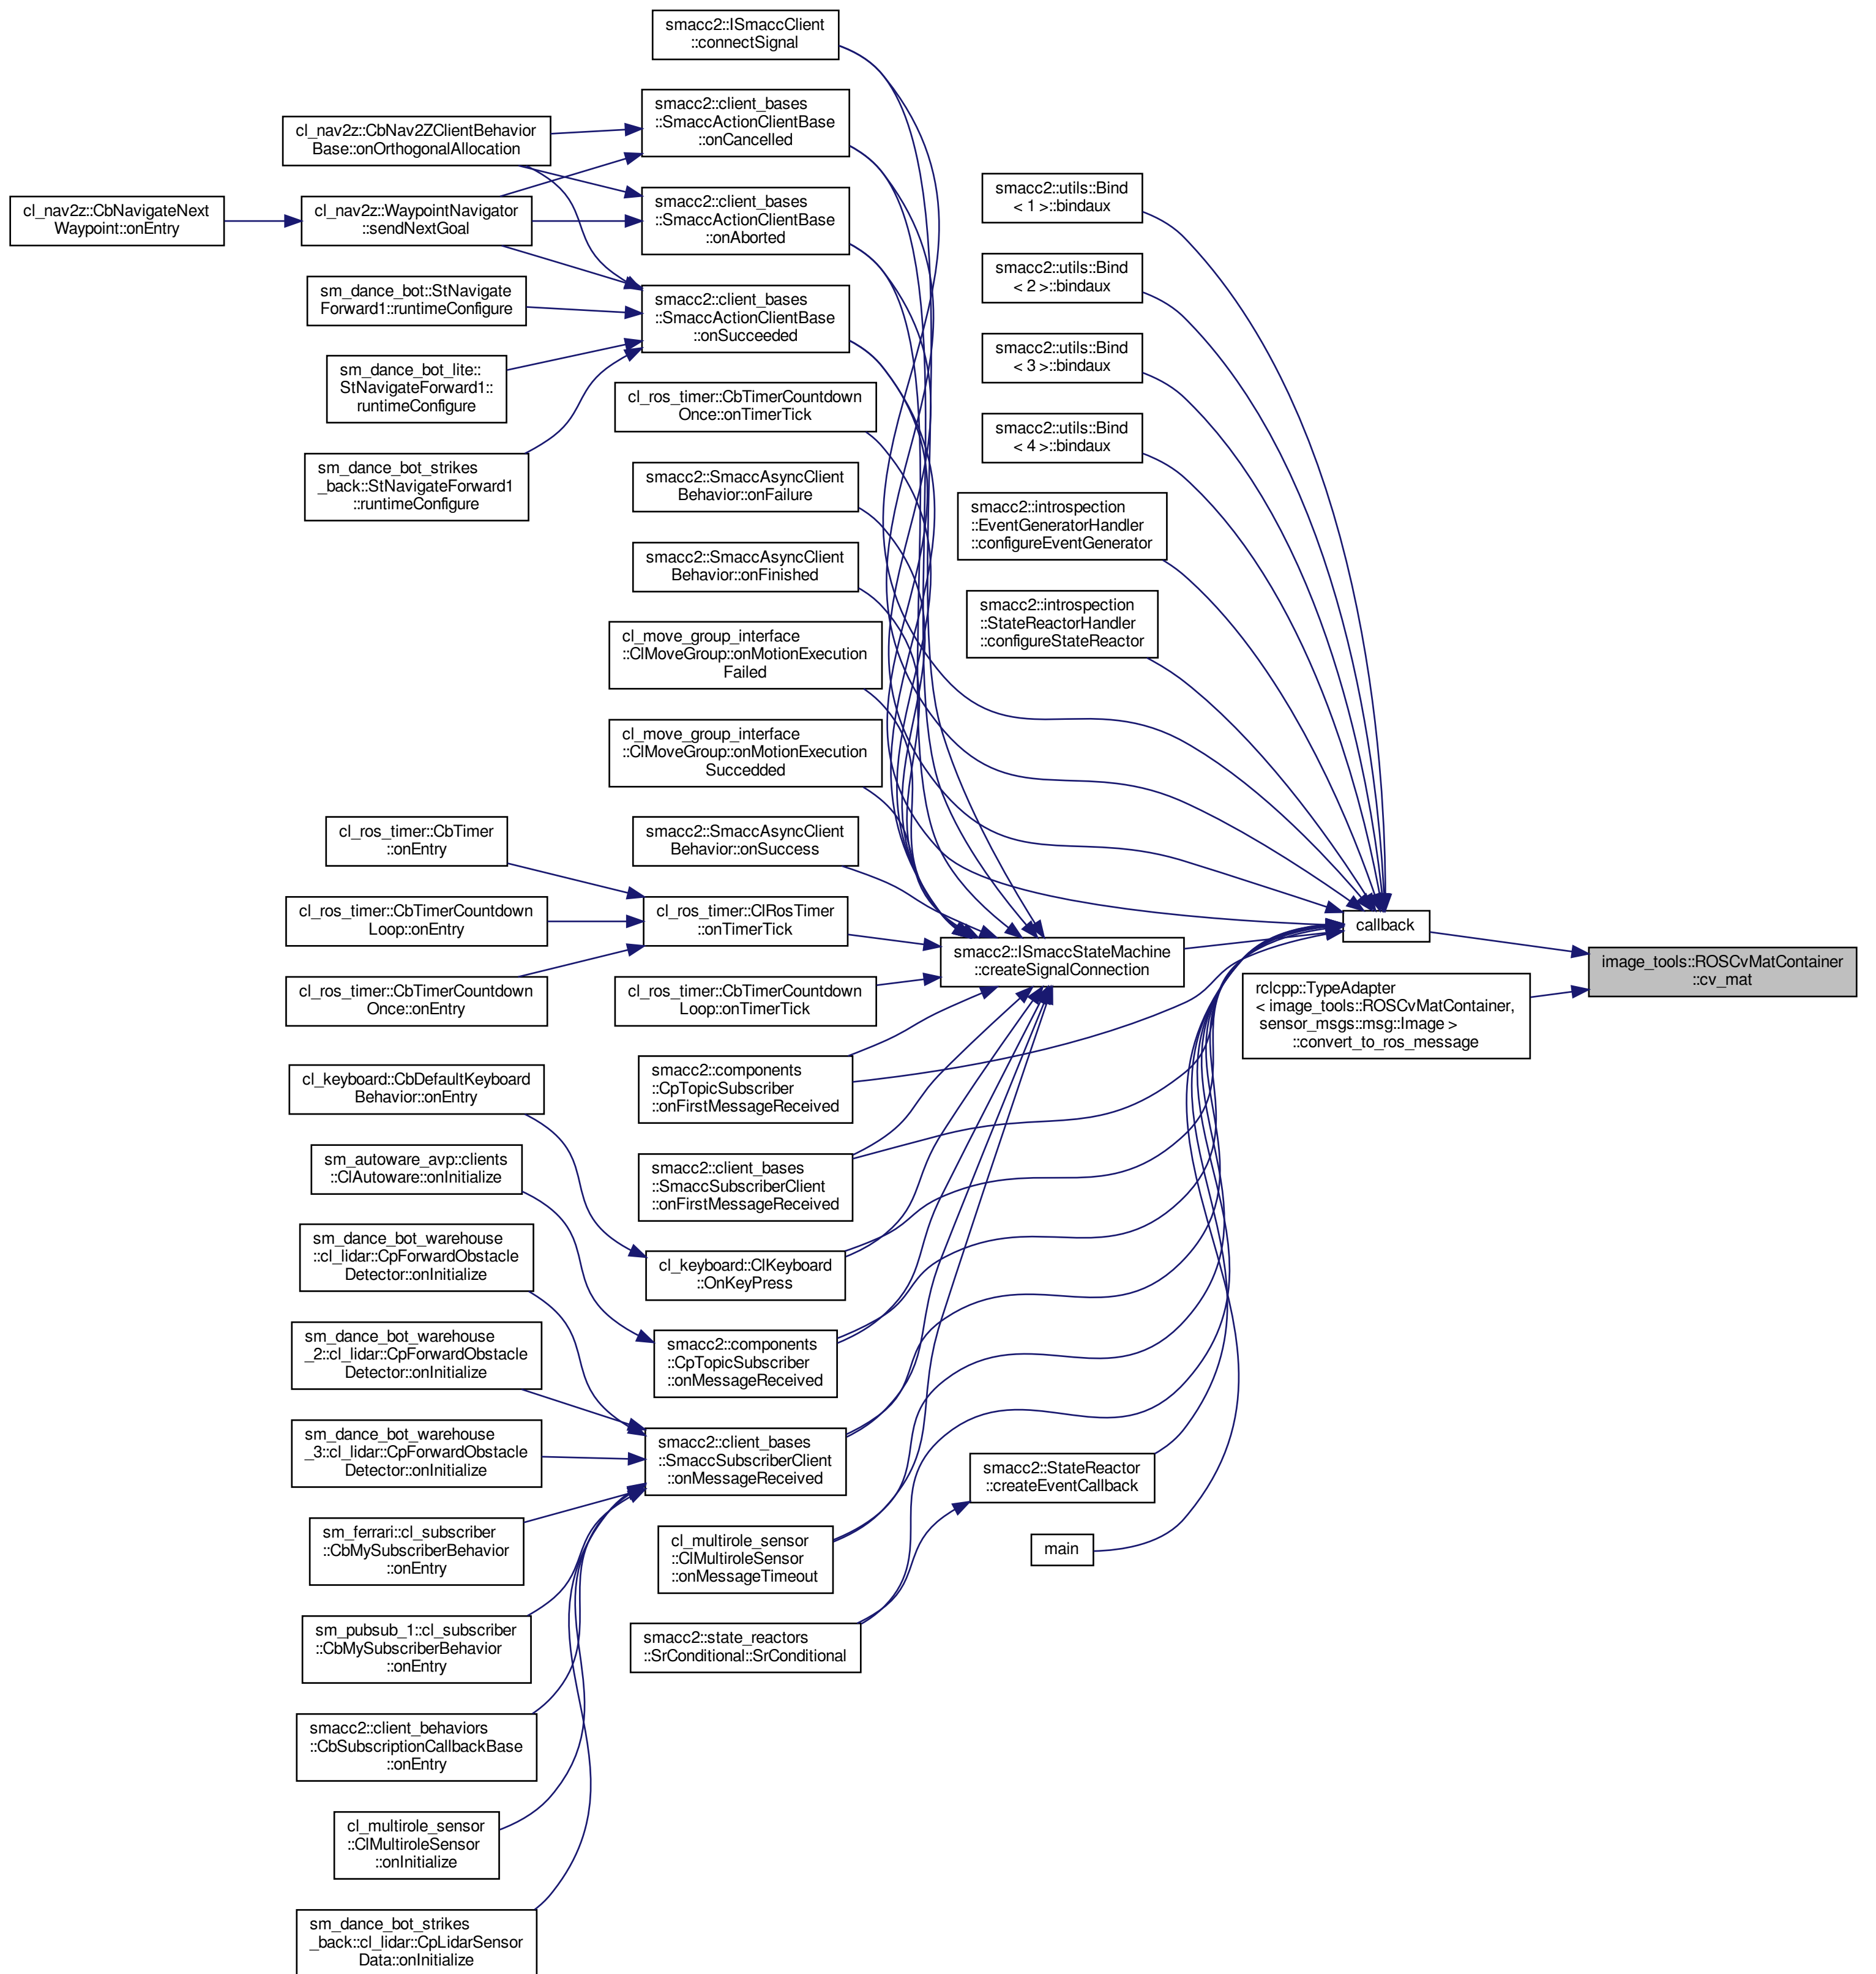 smacc2::ISmaccClient
::connectSignal
smacc2::client_bases
::SmaccActionClientBase
::onCancelled
cl_nav2z::CbNav2ZClientBehavior
Base::onOrthogonalAllocation
smacc2::client_bases
::SmaccActionClientBase
::onAborted
cl_nav2z::CbNavigateNext
Waypoint::onEntry
cl_nav2z::WaypointNavigator
::sendNextGoal
smacc2::client_bases
::SmaccActionClientBase
::onSucceeded
sm_dance_bot::StNavigate
Forward1::runtimeConfigure
sm_dance_bot_lite::
StNavigateForward1::
runtimeConfigure
sm_dance_bot_strikes
_back::StNavigateForward1
::runtimeConfigure
cl_ros_timer::CbTimerCountdown
Once::onTimerTick
smacc2::SmaccAsyncClient
Behavior::onFailure
smacc2::SmaccAsyncClient
Behavior::onFinished
cl_move_group_interface
::ClMoveGroup::onMotionExecution
Failed
cl_move_group_interface
::ClMoveGroup::onMotionExecution
Succedded
smacc2::SmaccAsyncClient
Behavior::onSuccess
cl_ros_timer::CbTimer
::onEntry
cl_ros_timer::CbTimerCountdown
Loop::onEntry
cl_ros_timer::ClRosTimer
::onTimerTick
cl_ros_timer::CbTimerCountdown
Once::onEntry
cl_ros_timer::CbTimerCountdown
Loop::onTimerTick
smacc2::components
::CpTopicSubscriber
::onFirstMessageReceived
smacc2::client_bases
::SmaccSubscriberClient
::onFirstMessageReceived
cl_keyboard::CbDefaultKeyboard
Behavior::onEntry
cl_keyboard::ClKeyboard
::OnKeyPress
sm_autoware_avp::clients
::ClAutoware::onInitialize
smacc2::components
::CpTopicSubscriber
::onMessageReceived
sm_dance_bot_warehouse
::cl_lidar::CpForwardObstacle
Detector::onInitialize
sm_dance_bot_warehouse
_2::cl_lidar::CpForwardObstacle
Detector::onInitialize
sm_dance_bot_warehouse
_3::cl_lidar::CpForwardObstacle
Detector::onInitialize
smacc2::client_bases
::SmaccSubscriberClient
::onMessageReceived
sm_ferrari::cl_subscriber
::CbMySubscriberBehavior
::onEntry
sm_pubsub_1::cl_subscriber
::CbMySubscriberBehavior
::onEntry
smacc2::client_behaviors
::CbSubscriptionCallbackBase
::onEntry
cl_multirole_sensor
::ClMultiroleSensor
::onInitialize
sm_dance_bot_strikes
_back::cl_lidar::CpLidarSensor
Data::onInitialize
cl_multirole_sensor
::ClMultiroleSensor
::onMessageTimeout
smacc2::state_reactors
::SrConditional::SrConditional
smacc2::utils::Bind
< 1 >::bindaux
smacc2::utils::Bind
< 2 >::bindaux
smacc2::utils::Bind
< 3 >::bindaux
smacc2::utils::Bind
< 4 >::bindaux
smacc2::introspection
::EventGeneratorHandler
::configureEventGenerator
smacc2::introspection
::StateReactorHandler
::configureStateReactor
smacc2::ISmaccStateMachine
::createSignalConnection
smacc2::StateReactor
::createEventCallback
main
callback
rclcpp::TypeAdapter
< image_tools::ROSCvMatContainer,
sensor_msgs::msg::Image >
::convert_to_ros_message
image_tools::ROSCvMatContainer
::cv_mat